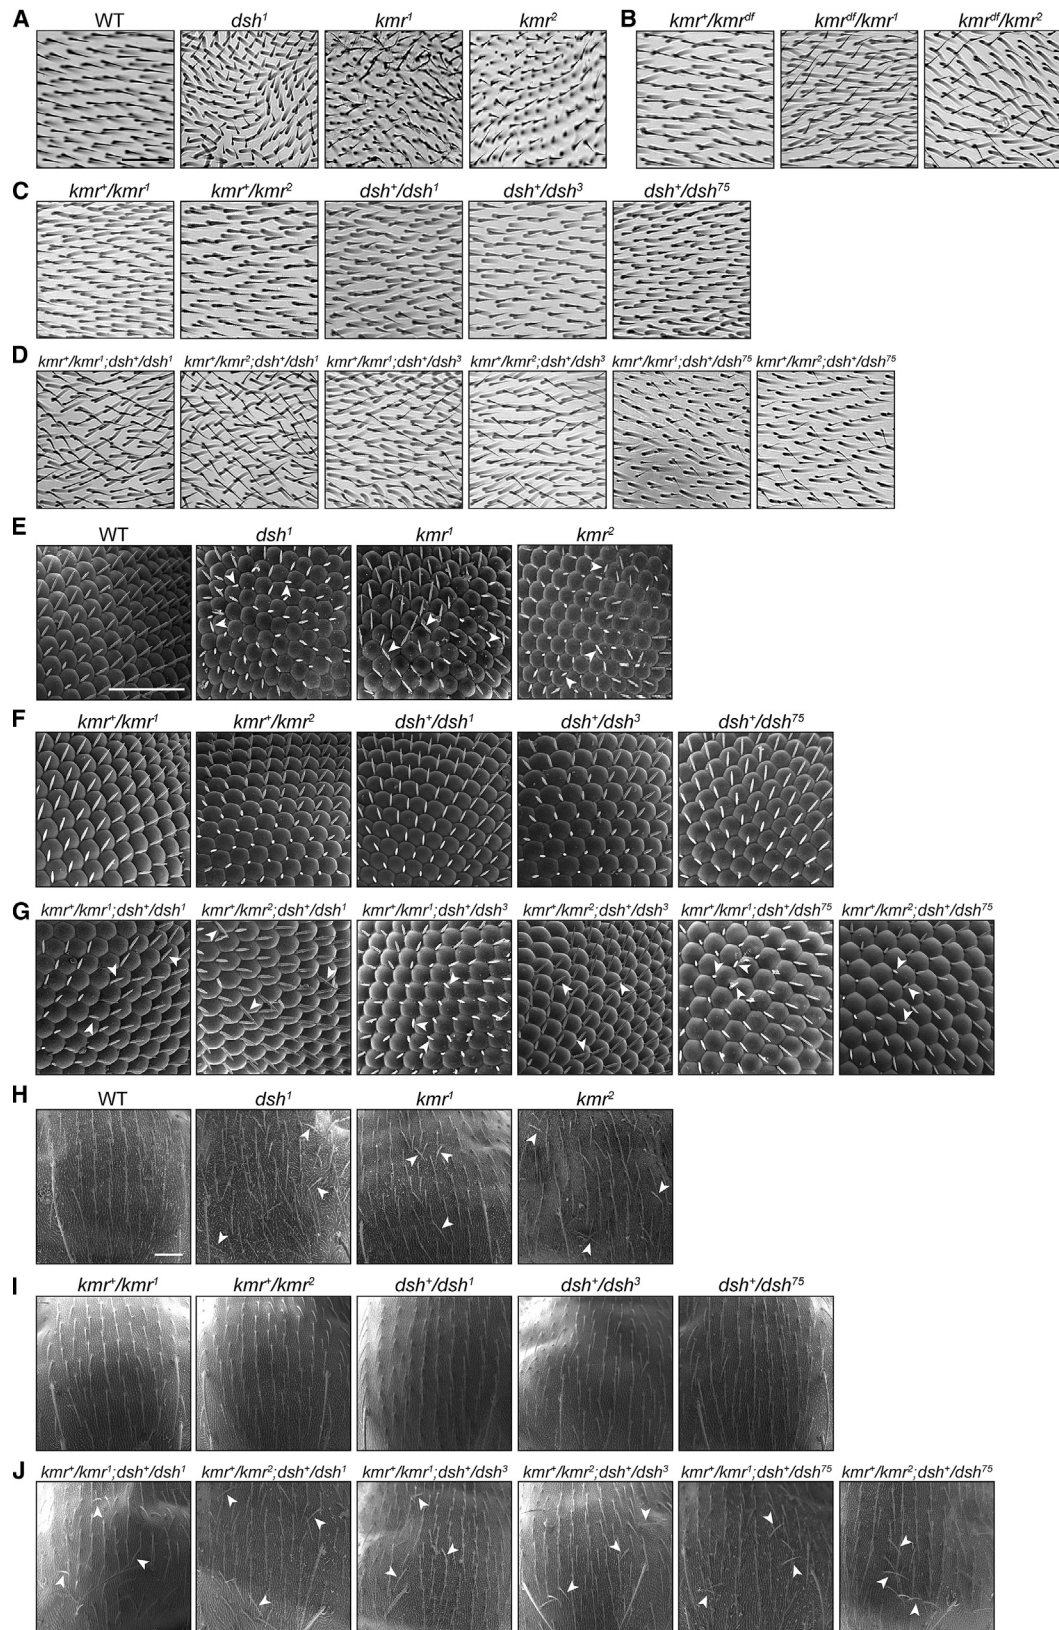 A
WT
dsh¹
kmr¹
kmr²
B
kmr⁺/kmrᵈᶠ
kmrᵈᶠ/kmr¹
kmrᵈᶠ/kmr²
C
kmr⁺/kmr¹
kmr⁺/kmr²
dsh⁺/dsh¹
dsh⁺/dsh³
dsh⁺/dsh⁷⁵
D
kmr⁺/kmr¹;dsh⁺/dsh¹
kmr⁺/kmr²;dsh⁺/dsh¹
kmr⁺/kmr¹;dsh⁺/dsh³
kmr⁺/kmr²;dsh⁺/dsh³
kmr⁺/kmr¹;dsh⁺/dsh⁷⁵
kmr⁺/kmr²;dsh⁺/dsh⁷⁵
E
WT
dsh¹
kmr¹
kmr²
F
kmr⁺/kmr¹
kmr⁺/kmr²
dsh⁺/dsh¹
dsh⁺/dsh³
dsh⁺/dsh⁷⁵
G
kmr⁺/kmr¹;dsh⁺/dsh¹
kmr⁺/kmr²;dsh⁺/dsh¹
kmr⁺/kmr¹;dsh⁺/dsh³
kmr⁺/kmr²;dsh⁺/dsh³
kmr⁺/kmr¹;dsh⁺/dsh⁷⁵
kmr⁺/kmr²;dsh⁺/dsh⁷⁵
H
WT
dsh¹
kmr¹
kmr²
I
kmr⁺/kmr¹
kmr⁺/kmr²
dsh⁺/dsh¹
dsh⁺/dsh³
dsh⁺/dsh⁷⁵
J
kmr⁺/kmr¹;dsh⁺/dsh¹
kmr⁺/kmr²;dsh⁺/dsh¹
kmr⁺/kmr¹;dsh⁺/dsh³
kmr⁺/kmr²;dsh⁺/dsh³
kmr⁺/kmr¹;dsh⁺/dsh⁷⁵
kmr⁺/kmr²;dsh⁺/dsh⁷⁵